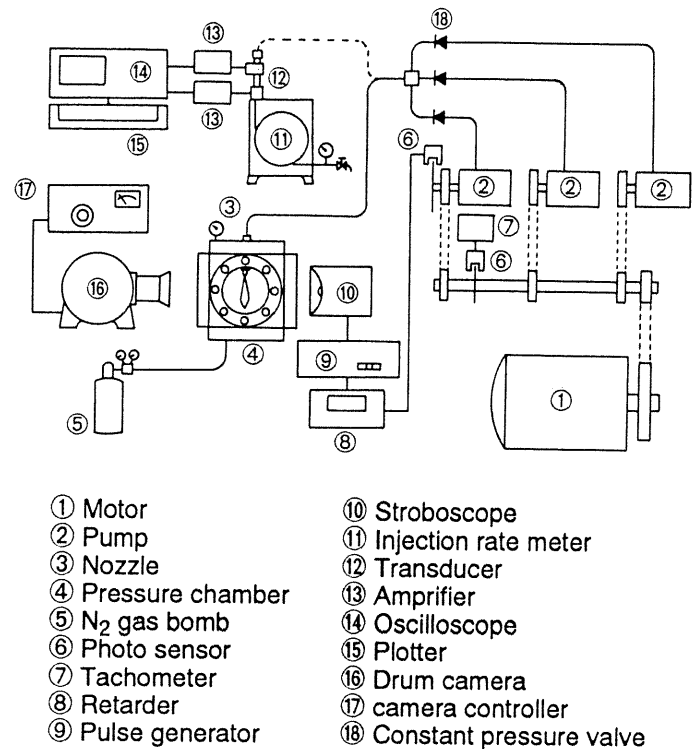 ⑬
⑱
⑭
⑫
⑬
⑪
⑮
⑥
② ② ②
⑰
③
⑦
⑥
⑯
⑩
④
⑨
①
⑤
⑧
① Motor
② Pump
③ Nozzle
④ Pressure chamber
⑤ N₂ gas bomb
⑥ Photo sensor
⑦ Tachometer
⑧ Retarder
⑨ Pulse generator
⑩ Stroboscope
⑪ Injection rate meter
⑫ Transducer
⑬ Amprifier
⑭ Oscilloscope
⑮ Plotter
⑯ Drum camera
⑰ camera controller
⑱ Constant pressure valve